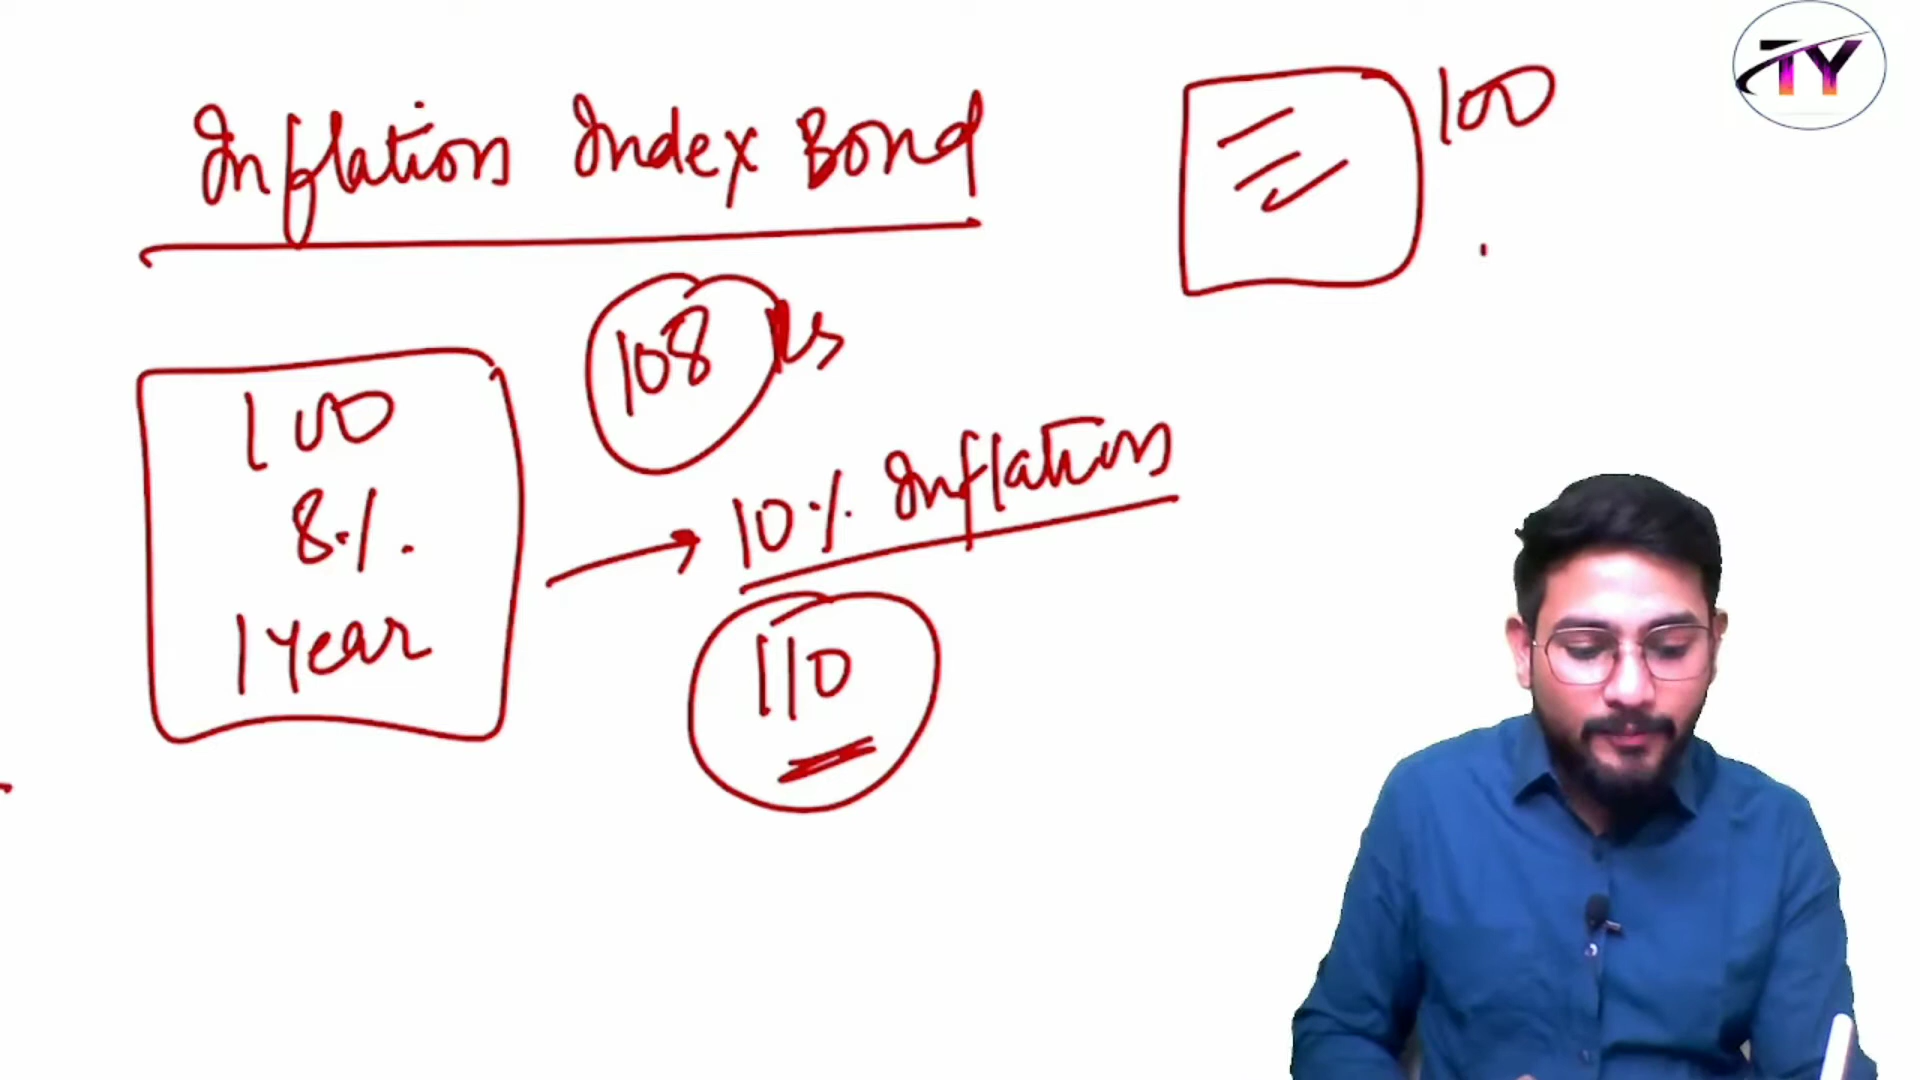 Inflation Index Bond
100
TY
108 Rs
100
8%.
1 Year
10% Inflation
110